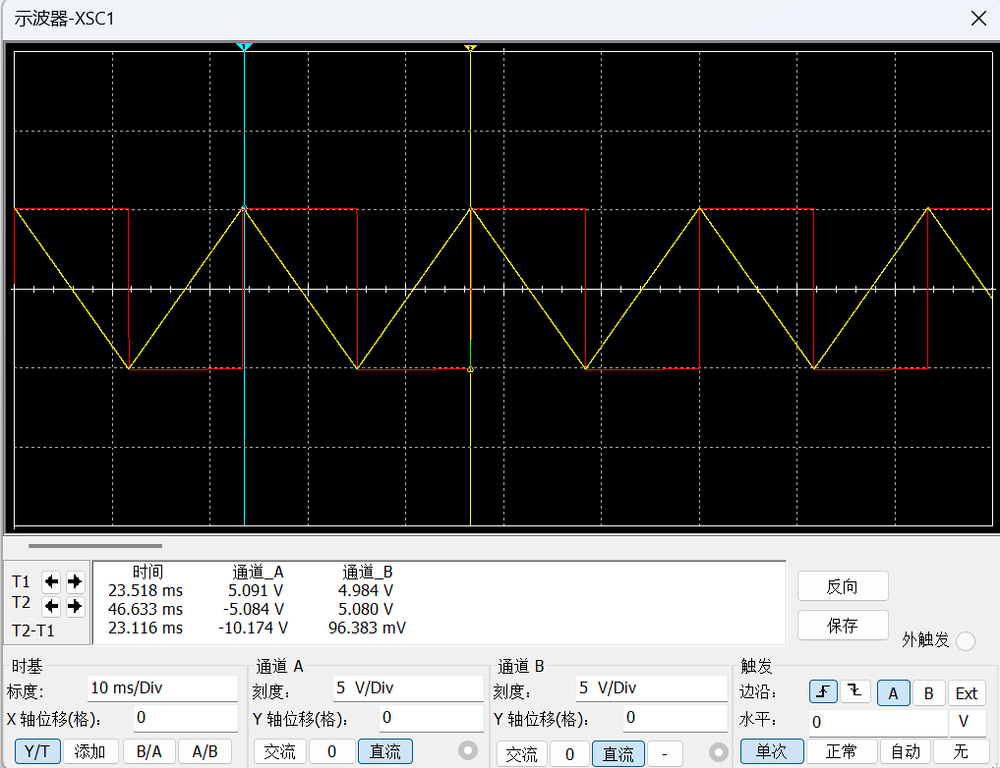 示波器-XSC1
1
2
时间 通道_A 通道_B
T1 23.518 ms 5.091 V 4.984 V
T2 46.633 ms -5.084 V 5.080 V
T2-T1 23.116 ms -10.174 V 96.383 mV
反向
保存
外触发
时基
标度： 10 ms/Div
X 轴位移(格)： 0
Y/T 添加 B/A A/B
通道 A
刻度： 5 V/Div
Y 轴位移(格)： 0
交流 0 直流
通道 B
刻度： 5 V/Div
Y 轴位移(格)： 0
交流 0 直流 -
触发
边沿： A B Ext
水平： 0 V
单次 正常 自动 无